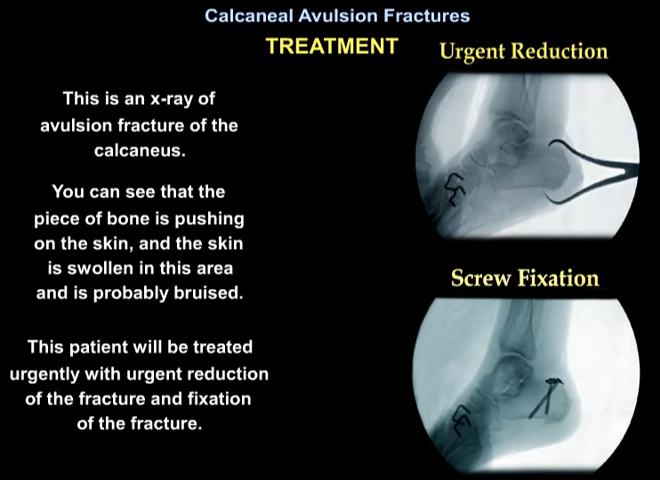 Calcaneal Avulsion Fractures
TREATMENT
Urgent Reduction
This is an x-ray of
avulsion fracture of the
calcaneus.
You can see that the
piece of bone is pushing
on the skin, and the skin
is swollen in this area
and is probably bruised.
Screw Fixation
This patient will be treated
urgently with urgent reduction
of the fracture and fixation
of the fracture.